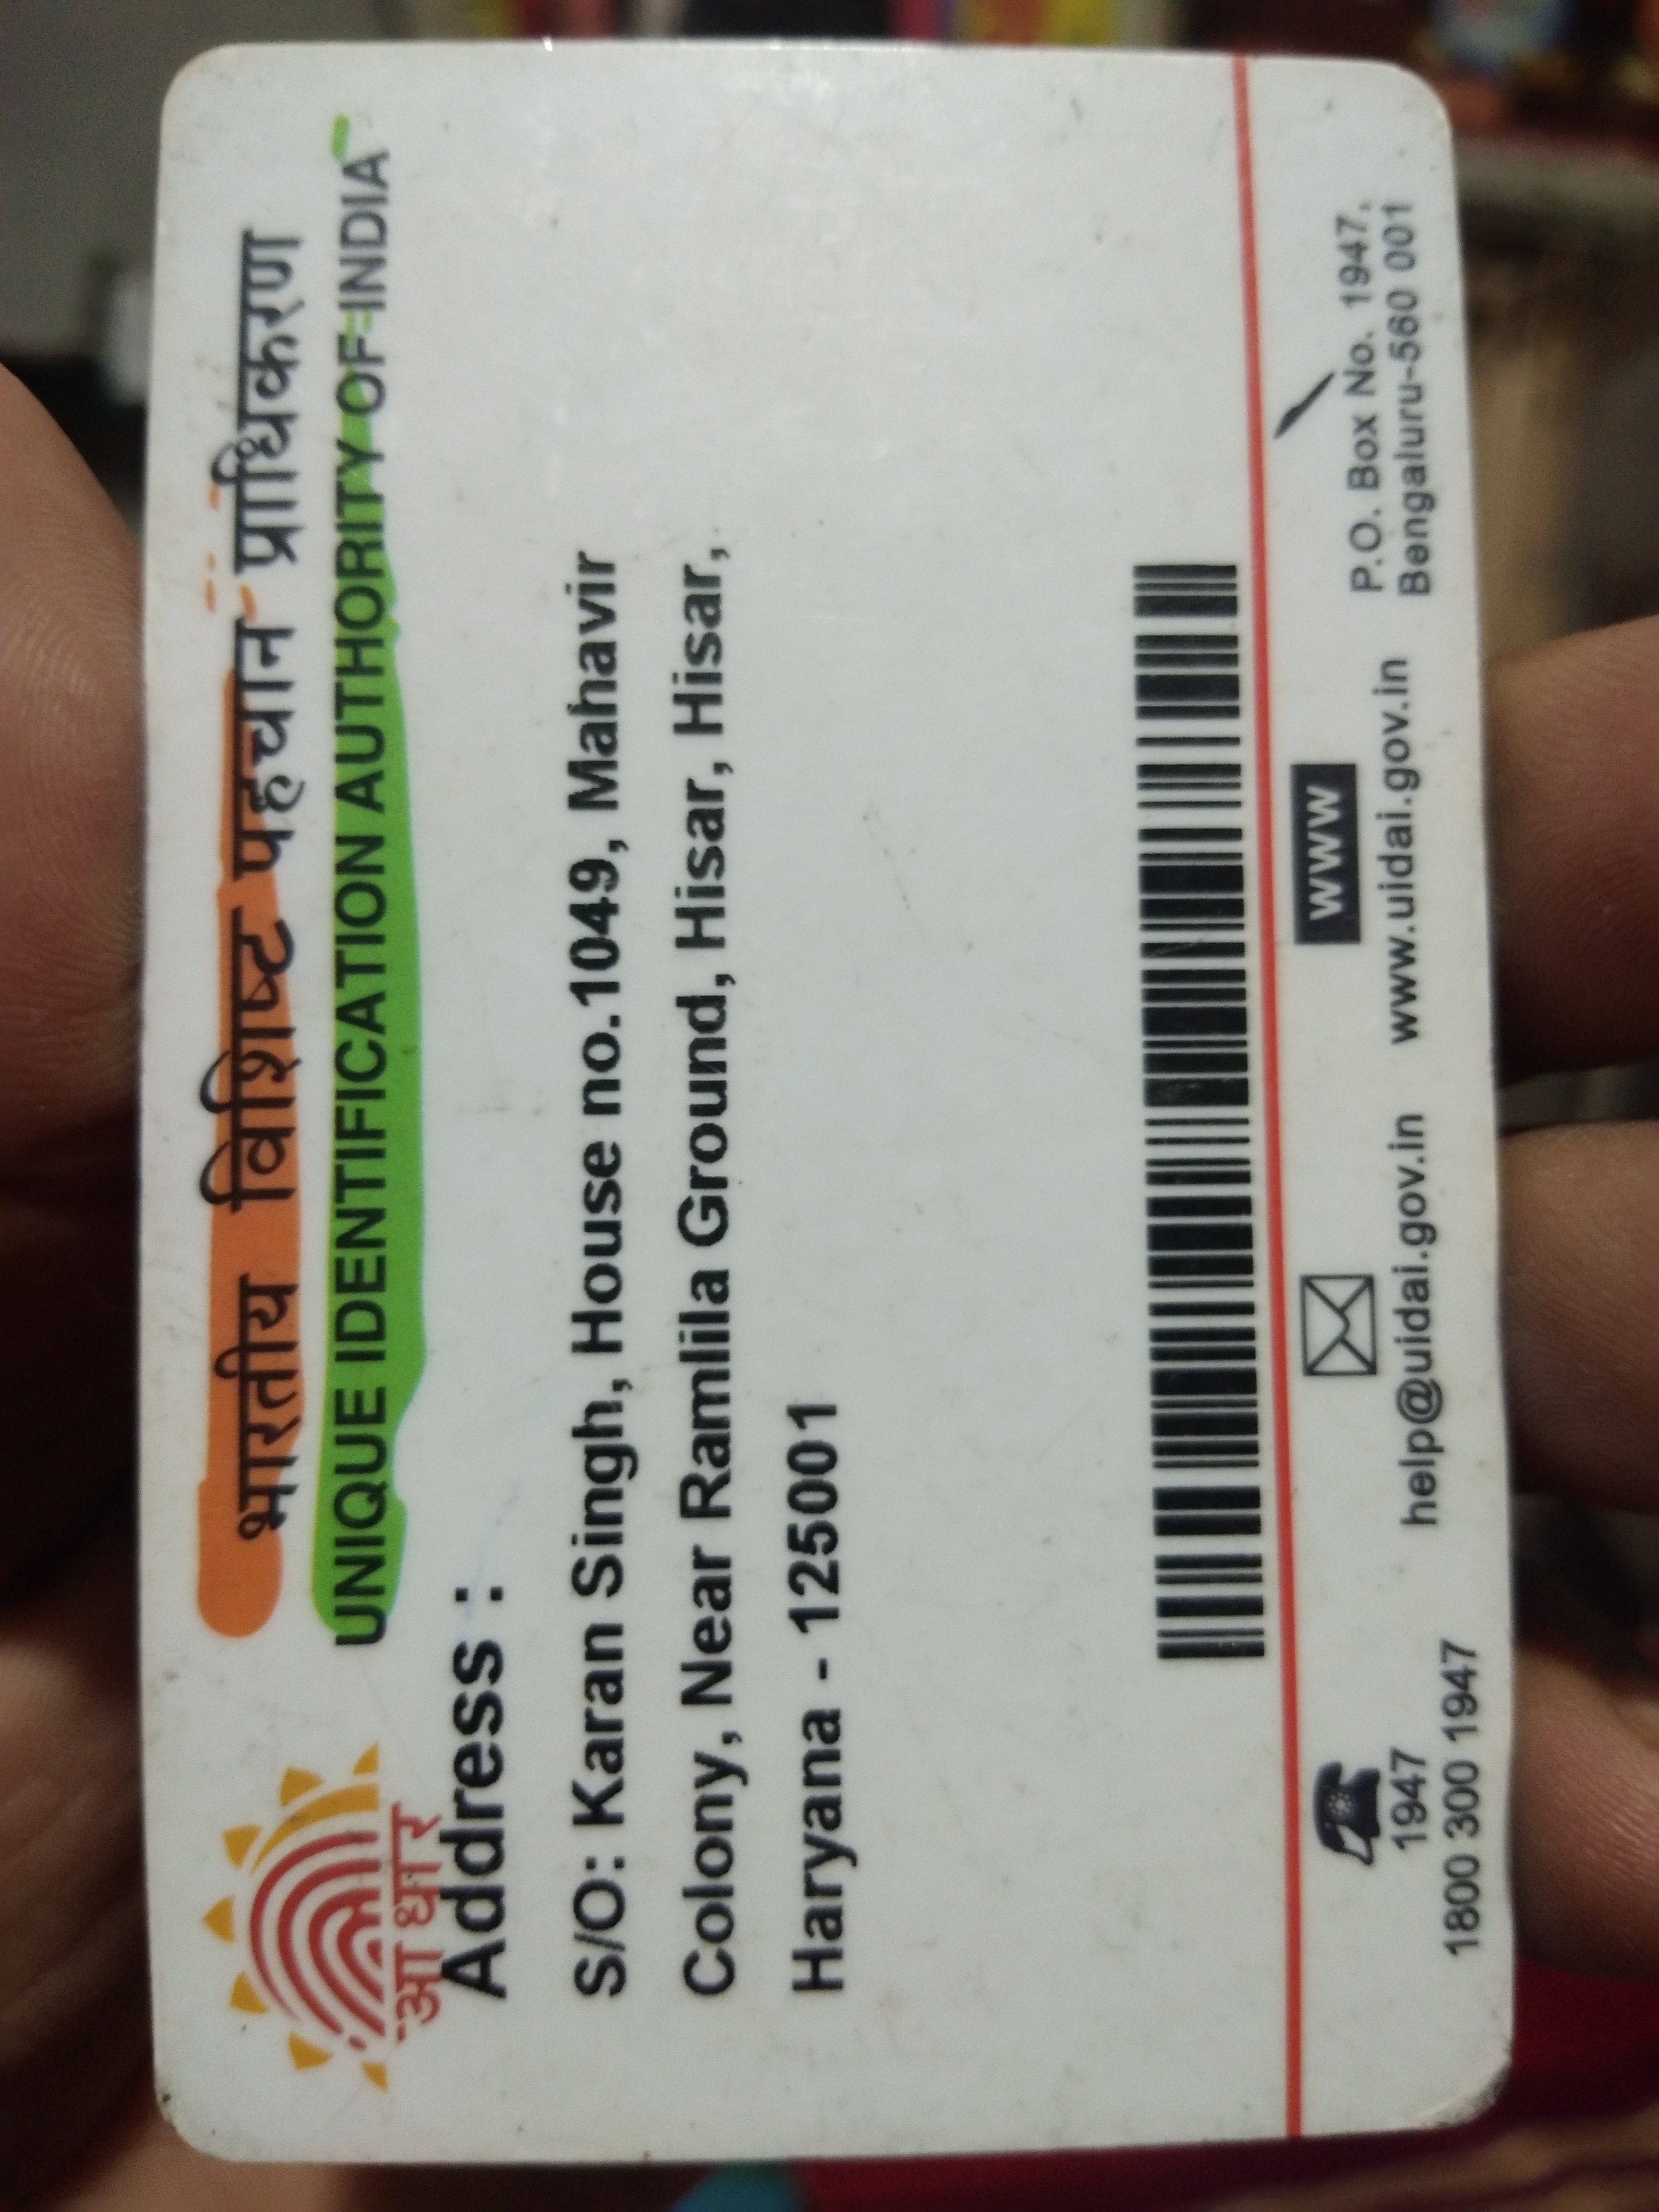 भारतीय विशिष्ट पहचान प्राधिकरण
UNIQUE IDENTIFICATION AUTHORITY OF INDIA
आधार
Address :
S/O: Karan Singh, House no.1049, Mahavir
Colony, Near Ramlila Ground, Hisar, Hisar,
Haryana - 125001
1947
1800 300 1947
help@uidai.gov.in
WWW
www.uidai.gov.in
P.O. Box No. 1947,
Bengaluru-560 001